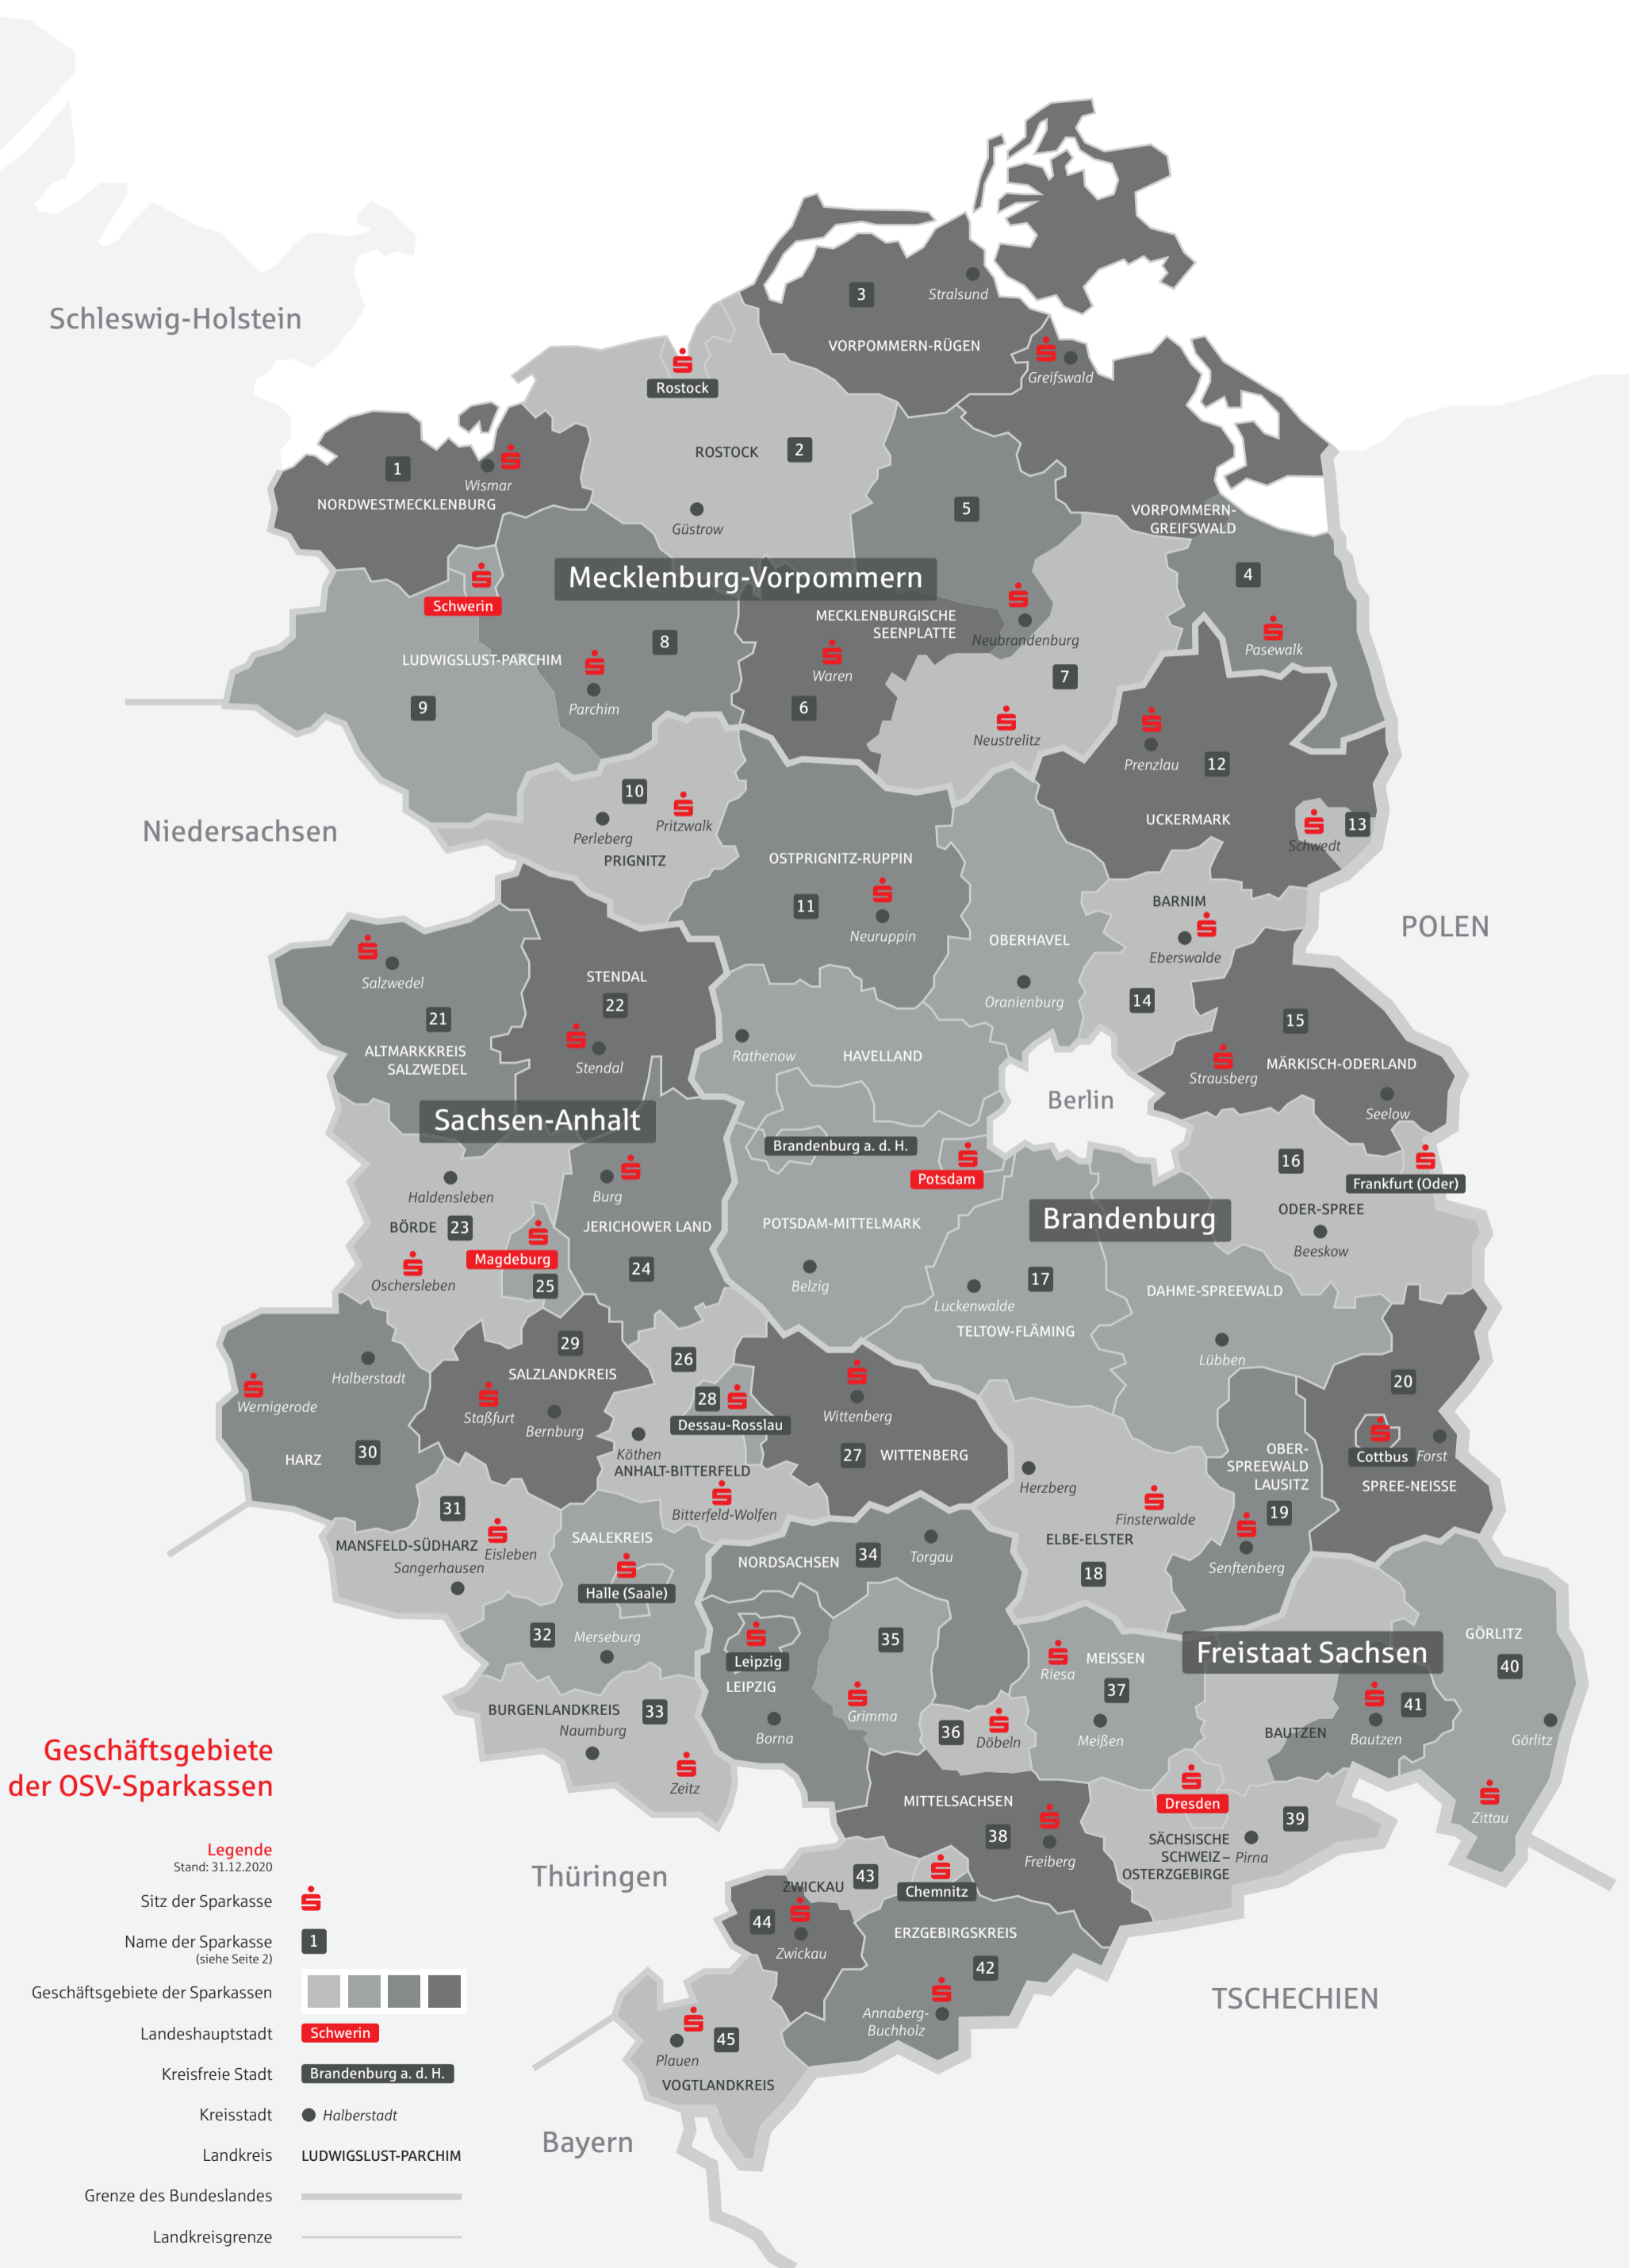 Schleswig-Holstein
3
Stralsund
VORPOMMERN-RÜGEN
Greifswald
Rostock
ROSTOCK
2
1
Wismar
NORDWESTMECKLENBURG
Güstrow
5
VORPOMMERN-
GREIFSWALD
4
Mecklenburg-Vorpommern
Schwerin
MECKLENBURGISCHE
SEENPLATTE
Neubrandenburg
Pasewalk
8
LUDWIGSLUST-PARCHIM
Waren
7
Parchim
9
6
Neustrelitz
Prenzlau
12
10
Pritzwalk
Perleberg
PRIGNITZ
Niedersachsen
UCKERMARK
13
Schwedt
OSTPRIGNITZ-RUPPIN
11
Neuruppin
BARNIM
Eberswalde
POLEN
OBERHAVEL
Oranienburg
14
Salzwedel
21
ALTMARKKREIS
SALZWEDEL
STENDAL
22
Stendal
15
Rathenow
HAVELLAND
Strausberg
MÄRKISCH-ODERLAND
Seelow
Berlin
Sachsen-Anhalt
Brandenburg a. d. H.
Potsdam
16
Frankfurt (Oder)
Haldensleben
Burg
BÖRDE
23
JERICHOWER LAND
POTSDAM-MITTELMARK
Brandenburg
ODER-SPREE
Beeskow
Magdeburg
Oschersleben
25
24
Belzig
17
Luckenwalde
TELTOW-FLÄMING
DAHME-SPREEWALD
Lübben
29
SALZLANDKREIS
26
Halberstadt
Wernigerode
Staßfurt
Bernburg
28
Dessau-Rosslau
Wittenberg
20
Cottbus
Forst
HARZ
30
Köthen
ANHALT-BITTERFELD
27
WITTENBERG
OBER-
SPREEWALD
LAUSITZ
SPREE-NEISSE
Herzberg
31
Bitterfeld-Wolfen
Finsterwalde
19
MANSFELD-SÜDHARZ
Eisleben
Sangerhausen
SAALEKREIS
ELBE-ELSTER
Senftenberg
NORDSACHSEN
34
Torgau
18
Halle (Saale)
32
Merseburg
35
Leipzig
LEIPZIG
Riesa
MEISSEN
Freistaat Sachsen
GÖRLITZ
40
37
BURGENLANDKREIS
33
Naumburg
Grimma
Borna
36
Döbeln
Meißen
BAUTZEN
41
Bautzen
Görlitz
Zeitz
Geschäftsgebiete
der OSV-Sparkassen
MITTELSACHSEN
38
Freiberg
Dresden
39
Zittau
SÄCHSISCHE
SCHWEIZ–
OSTERZGEBIRGE
Pirna
Thüringen
ZWICKAU
43
Chemnitz
44
Zwickau
ERZGEBIRGSKREIS
42
Annaberg-
Buchholz
TSCHECHIEN
45
Plauen
VOGTLANDKREIS
Bayern
Legende
Stand: 31.12.2020
Sitz der Sparkasse
Name der Sparkasse
1
(siehe Seite 2)
Geschäftsgebiete der Sparkassen
Landeshauptstadt
Schwerin
Kreisfreie Stadt
Brandenburg a. d. H.
Kreisstadt
Halberstadt
Landkreis
LUDWIGSLUST-PARCHIM
Grenze des Bundeslandes
Landkreisgrenze